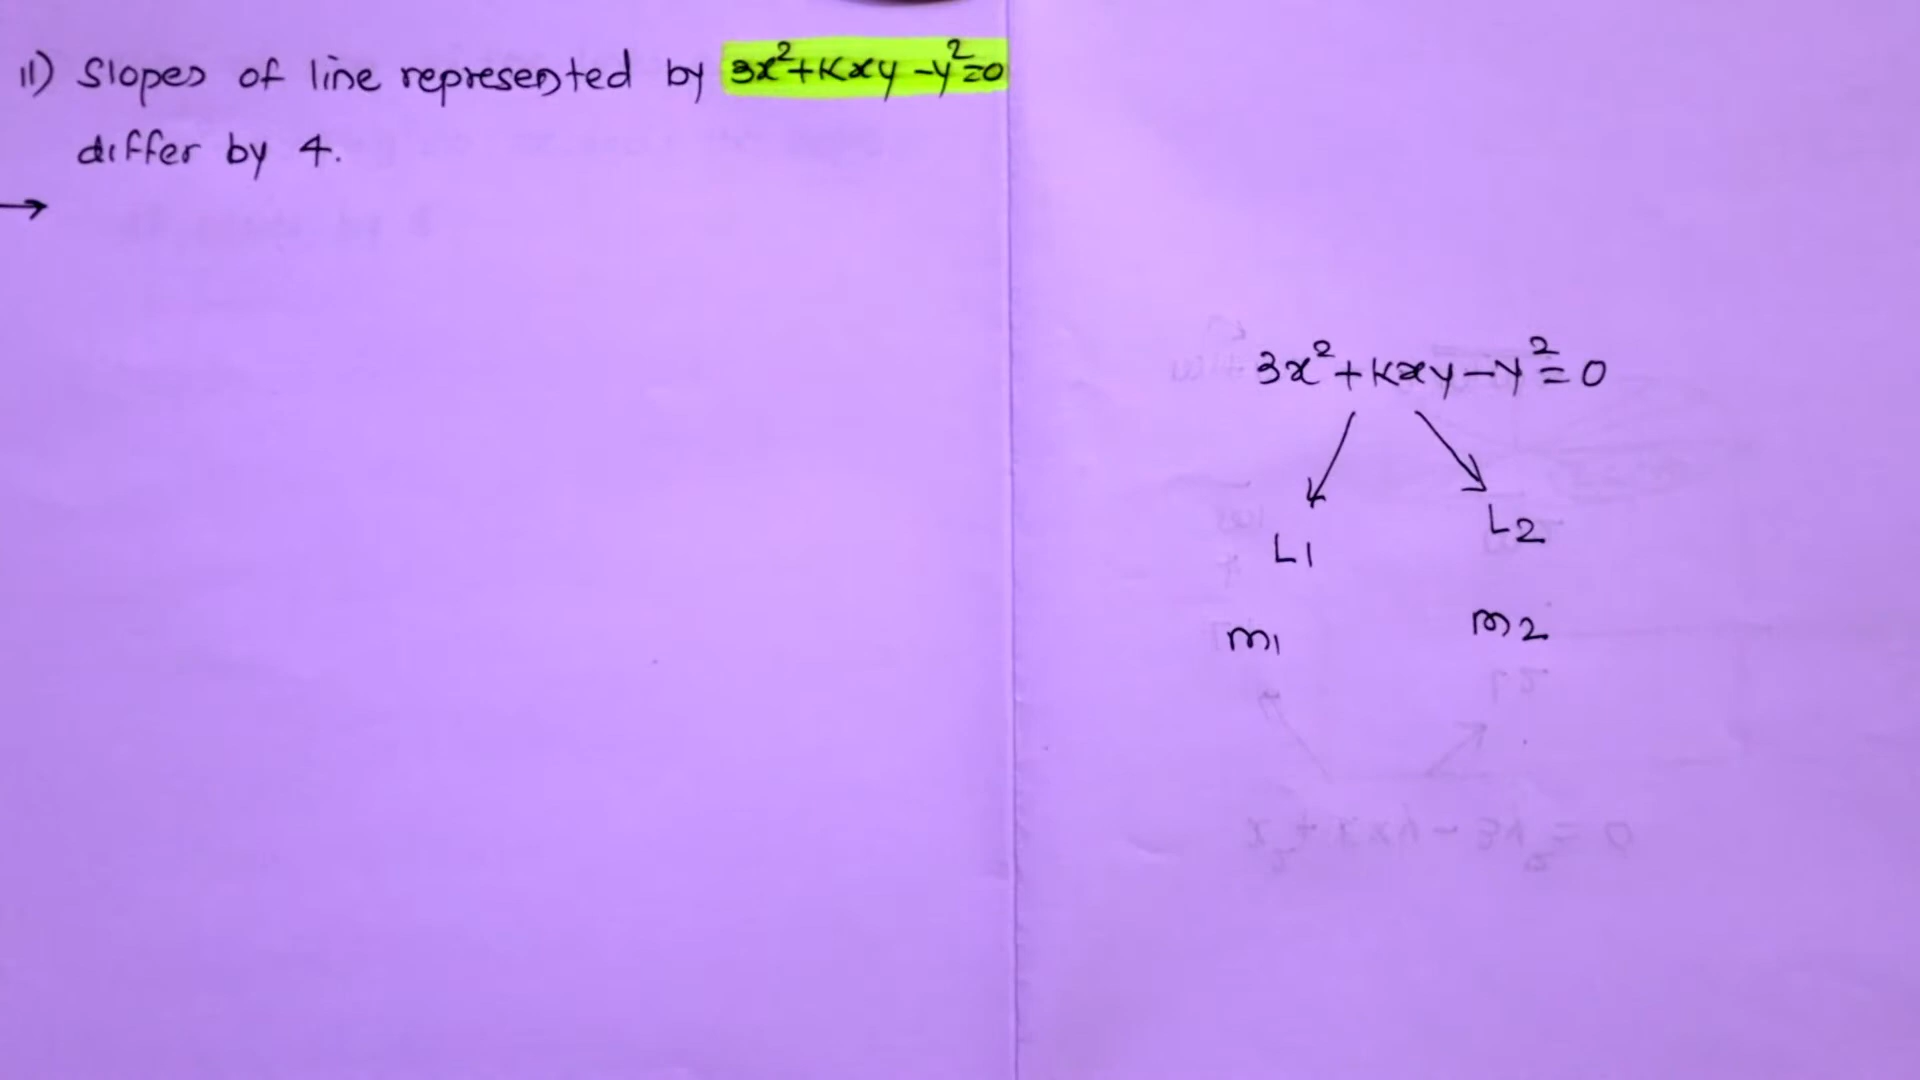 11) Slopes of line represented by 3x²+Kxy-y²=0
differ by 4.
→
3x²+Kxy-y²=0
L1 L2
m1 m2